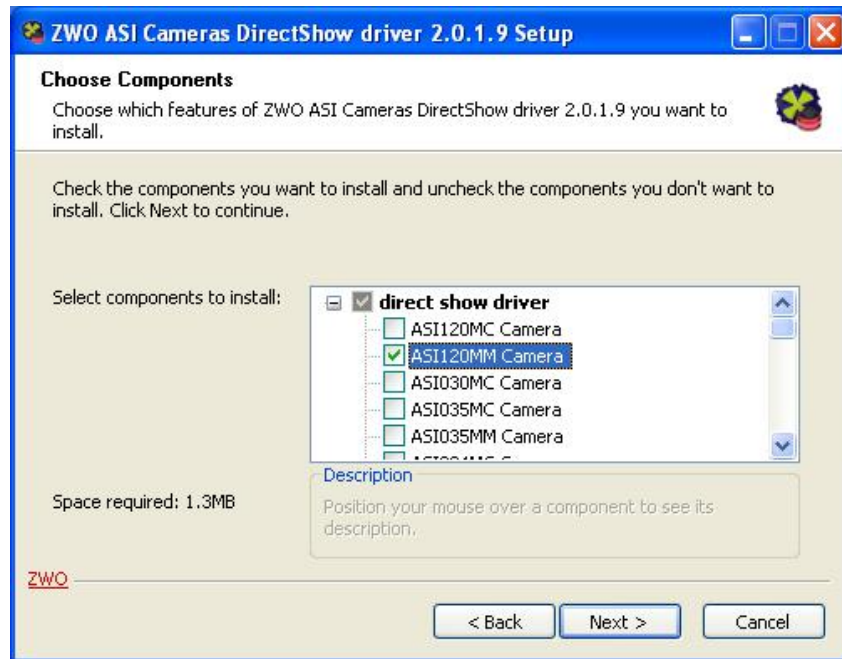 ZWO ASI Cameras DirectShow driver 2.0.1.9 Setup
Choose Components
Choose which features of ZWO ASI Cameras DirectShow driver 2.0.1.9 you want to
install.
Check the components you want to install and uncheck the components you don't want to
install. Click Next to continue.
Select components to install:
direct show driver
ASI120MC Camera
ASI120MM Camera
ASI030MC Camera
ASI035MC Camera
ASI035MM Camera
Description
Space required: 1.3MB
Position your mouse over a component to see its
description.
ZWO
< Back
Next >
Cancel